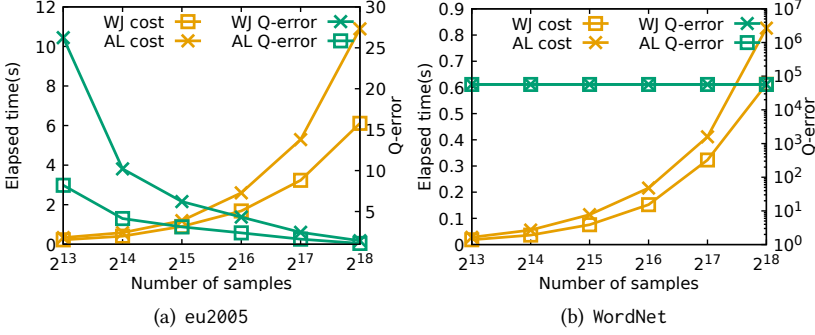 WJ cost WJ Q-error
AL cost AL Q-error
Elapsed time(s)
12
10
8
6
4
2
0
30
25
20
15
10
5
0
Q-error
2^13 2^14 2^15 2^16 2^17 2^18
Number of samples
(a) eu2005
WJ cost WJ Q-error
AL cost AL Q-error
Elapsed time(s)
0.9
0.8
0.7
0.6
0.5
0.4
0.3
0.2
0.1
0
10^7
10^6
10^5
10^4
10^3
10^2
10^1
10^0
Q-error
2^13 2^14 2^15 2^16 2^17 2^18
Number of samples
(b) WordNet